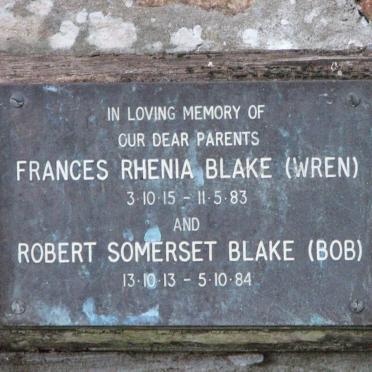 IN LOVING MEMORY OF
OUR DEAR PARENTS
FRANCES RHENIA BLAKE (WREN)
3·10·15 - 11·5·83
AND
ROBERT SOMERSET BLAKE (BOB)
13·10·13 - 5·10·84